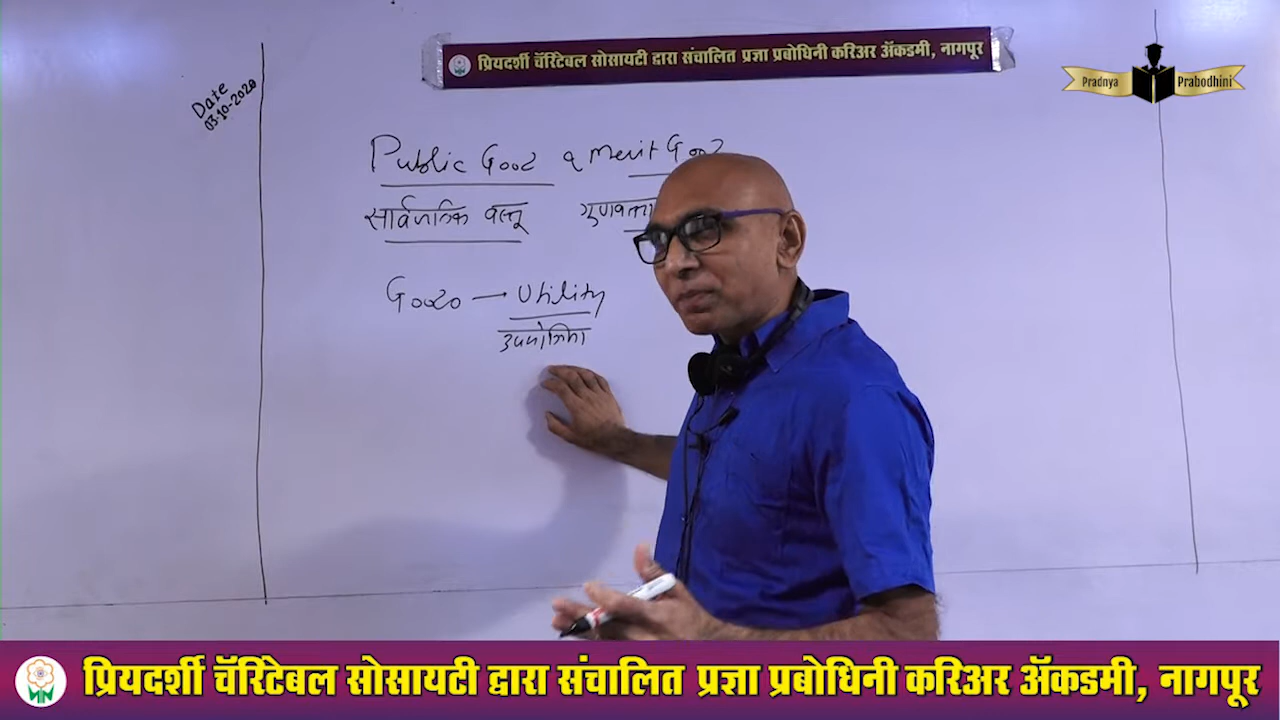 प्रियदर्शी चॅरिटेबल सोसायटी द्वारा संचालित प्रज्ञा प्रबोधिनी करिअर ॲकडमी, नागपूर
Pradnya Prabodhini
Date
03-10-2020
Public Good व Merit Good
सार्वजनिक वस्तू
Good → Utility
उपयोगिता
प्रियदर्शी चॅरिटेबल सोसायटी द्वारा संचालित प्रज्ञा प्रबोधिनी करिअर ॲकडमी, नागपूर